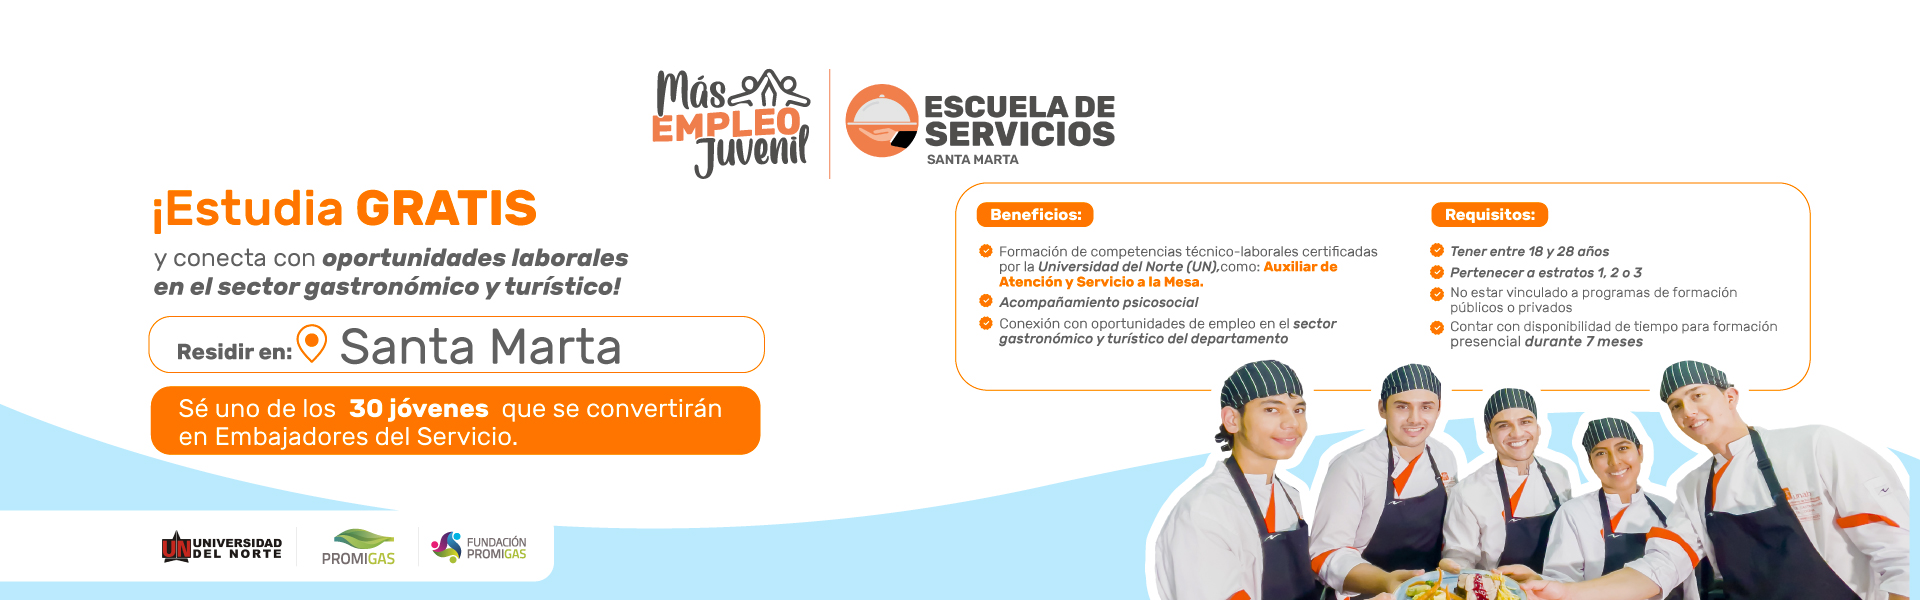 Más
EMPLEO
Juvenil
ESCUELA DE
SERVICIOS
SANTA MARTA
¡Estudia GRATIS
y conecta con oportunidades laborales
en el sector gastronómico y turístico!
Residir en: Santa Marta
Sé uno de los 30 jóvenes que se convertirán
en Embajadores del Servicio.
Beneficios:
Formación de competencias técnico-laborales certificadas
por la Universidad del Norte (UN),como: Auxiliar de
Atención y Servicio a la Mesa.
Acompañamiento psicosocial
Conexión con oportunidades de empleo en el sector
gastronómico y turístico del departamento
Requisitos:
Tener entre 18 y 28 años
Pertenecer a estratos 1, 2 o 3
No estar vinculado a programas de formación
públicos o privados
Contar con disponibilidad de tiempo para formación
presencial durante 7 meses
UN UNIVERSIDAD
DEL NORTE
PROMIGAS
FUNDACIÓN
PROMIGAS